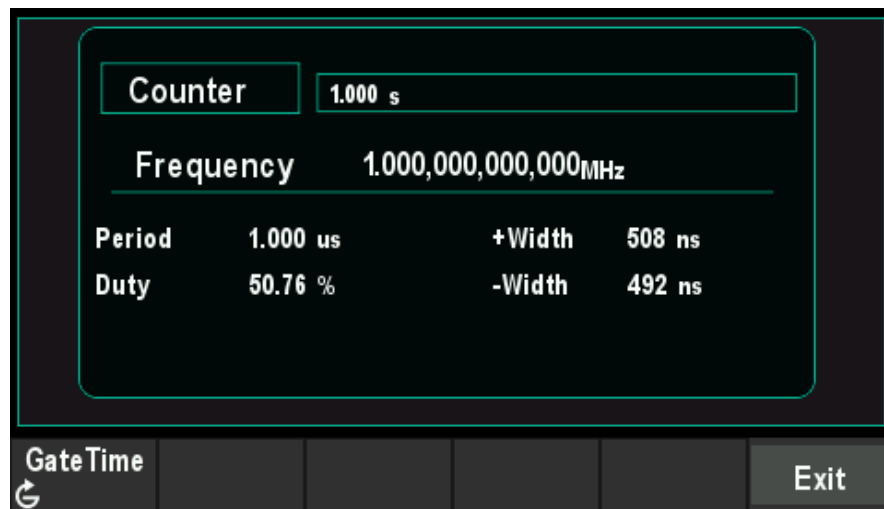 Counter 1.000 s
Frequency 1.000,000,000,000MHz
Period 1.000 us +Width 508 ns
Duty 50.76 % -Width 492 ns
GateTime Exit